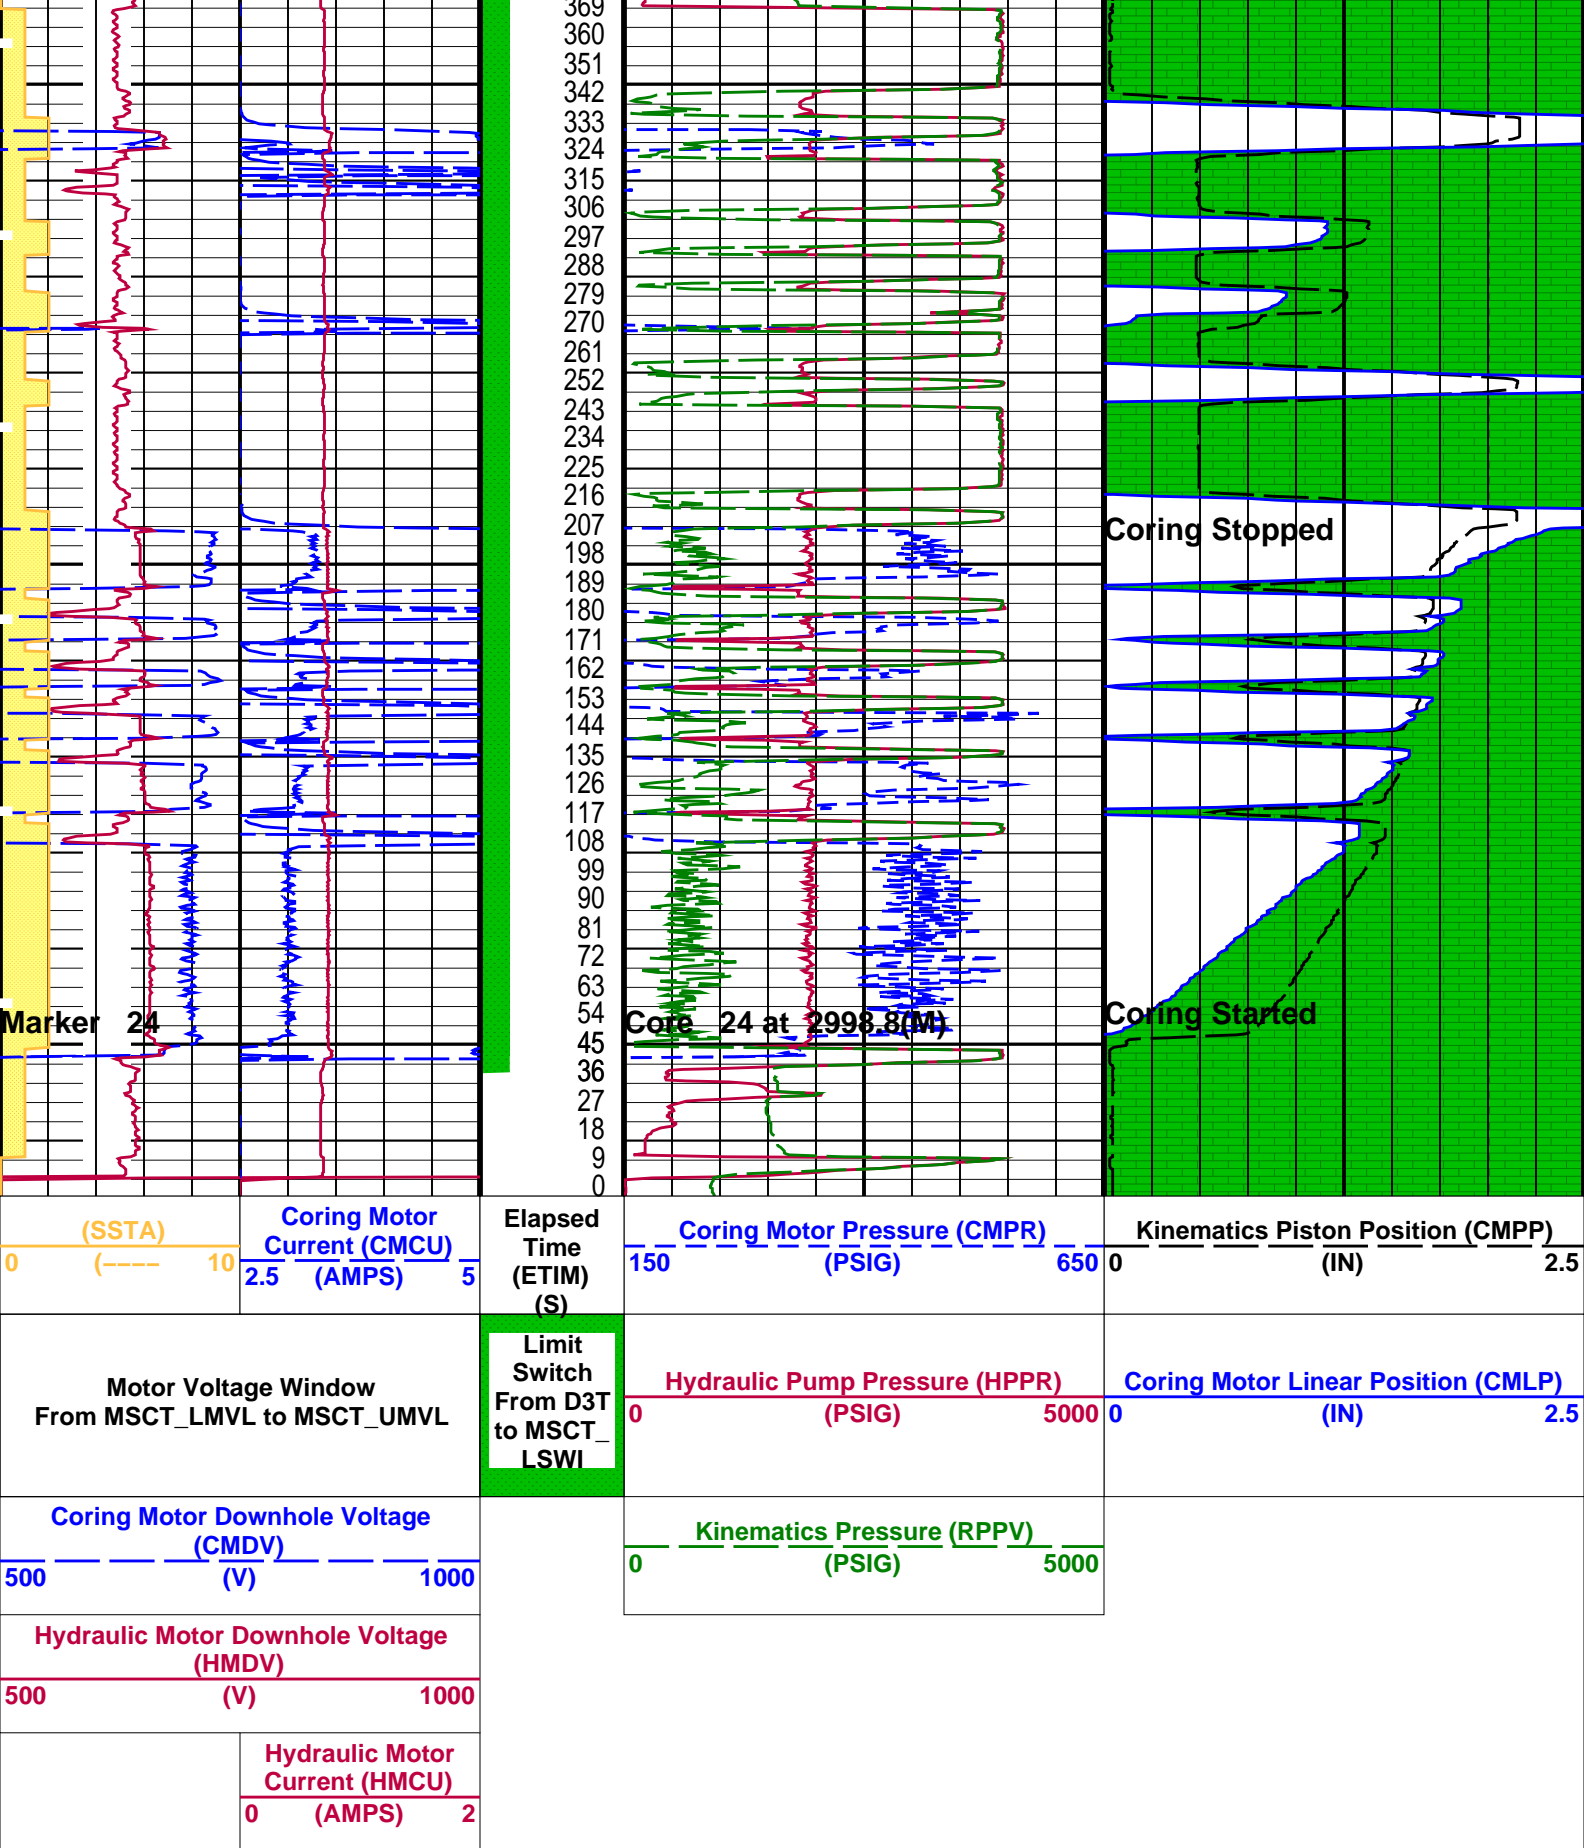 369
360
351
342
333
324
315
306
297
288
279
270
261
252
243
234
225
216
207
Coring Stopped
198
189
180
171
162
153
144
135
126
117
108
99
90
81
72
63
54
Coring Started
Marker 24
Core 24 at 2998.8(M)
45
36
27
18
9
0
(SSTA)
0 (---- 10
Coring Motor
Current (CMCU)
2.5 (AMPS) 5
Elapsed
Time
(ETIM)
(S)
Coring Motor Pressure (CMPR)
150 (PSIG) 650
Kinematics Piston Position (CMPP)
0 (IN) 2.5
Motor Voltage Window
From MSCT_LMVL to MSCT_UMVL
Limit
Switch
From D3T
to MSCT_
LSWI
Hydraulic Pump Pressure (HPPR)
0 (PSIG) 5000
Coring Motor Linear Position (CMLP)
0 (IN) 2.5
Coring Motor Downhole Voltage
(CMDV)
500 (V) 1000
Kinematics Pressure (RPPV)
0 (PSIG) 5000
Hydraulic Motor Downhole Voltage
(HMDV)
500 (V) 1000
Hydraulic Motor
Current (HMCU)
0 (AMPS) 2